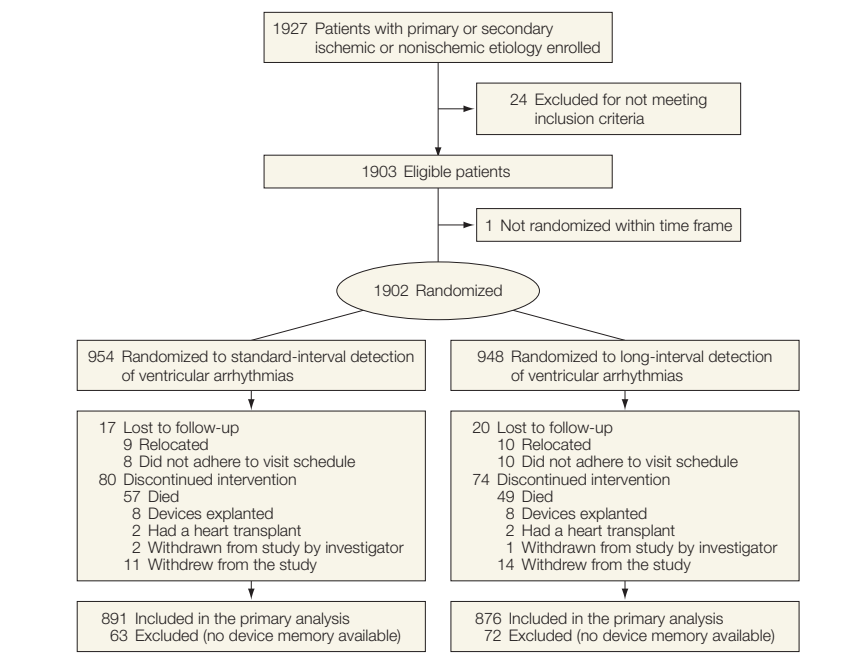 1927 Patients with primary or secondary
ischemic or nonischemic etiology enrolled
24 Excluded for not meeting
inclusion criteria
1903 Eligible patients
1 Not randomized within time frame
1902 Randomized
954 Randomized to standard-interval detection
of ventricular arrhythmias
17 Lost to follow-up
9 Relocated
8 Did not adhere to visit schedule
80 Discontinued intervention
57 Died
8 Devices explanted
2 Had a heart transplant
2 Withdrawn from study by investigator
11 Withdrew from the study
891 Included in the primary analysis
63 Excluded (no device memory available)
948 Randomized to long-interval detection
of ventricular arrhythmias
20 Lost to follow-up
10 Relocated
10 Did not adhere to visit schedule
74 Discontinued intervention
49 Died
8 Devices explanted
2 Had a heart transplant
1 Withdrawn from study by investigator
14 Withdrew from the study
876 Included in the primary analysis
72 Excluded (no device memory available)